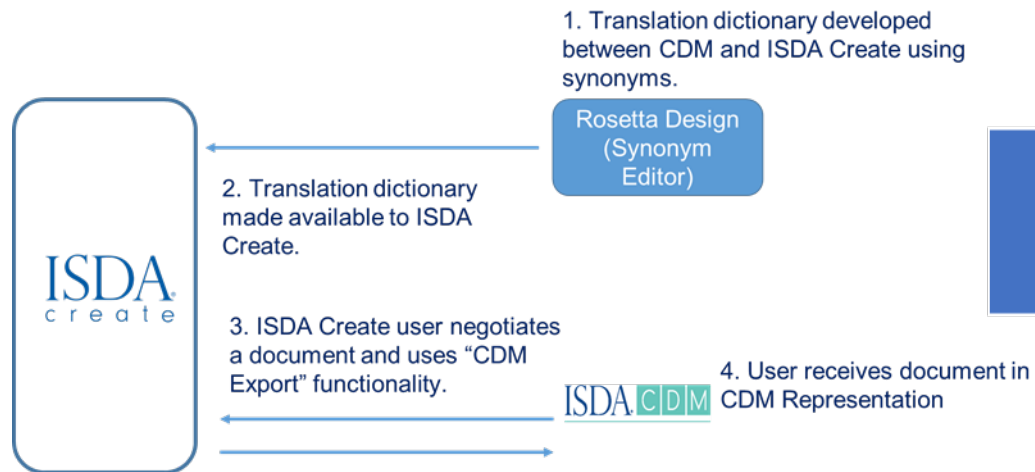 1. Translation dictionary developed
between CDM and ISDA Create using
synonyms.
Rosetta Design
(Synonym
Editor)
2. Translation dictionary
made available to ISDA
Create.
ISDA®
create
3. ISDA Create user negotiates
a document and uses “CDM
Export” functionality.
4. User receives document in
CDM Representation
ISDA. CDM